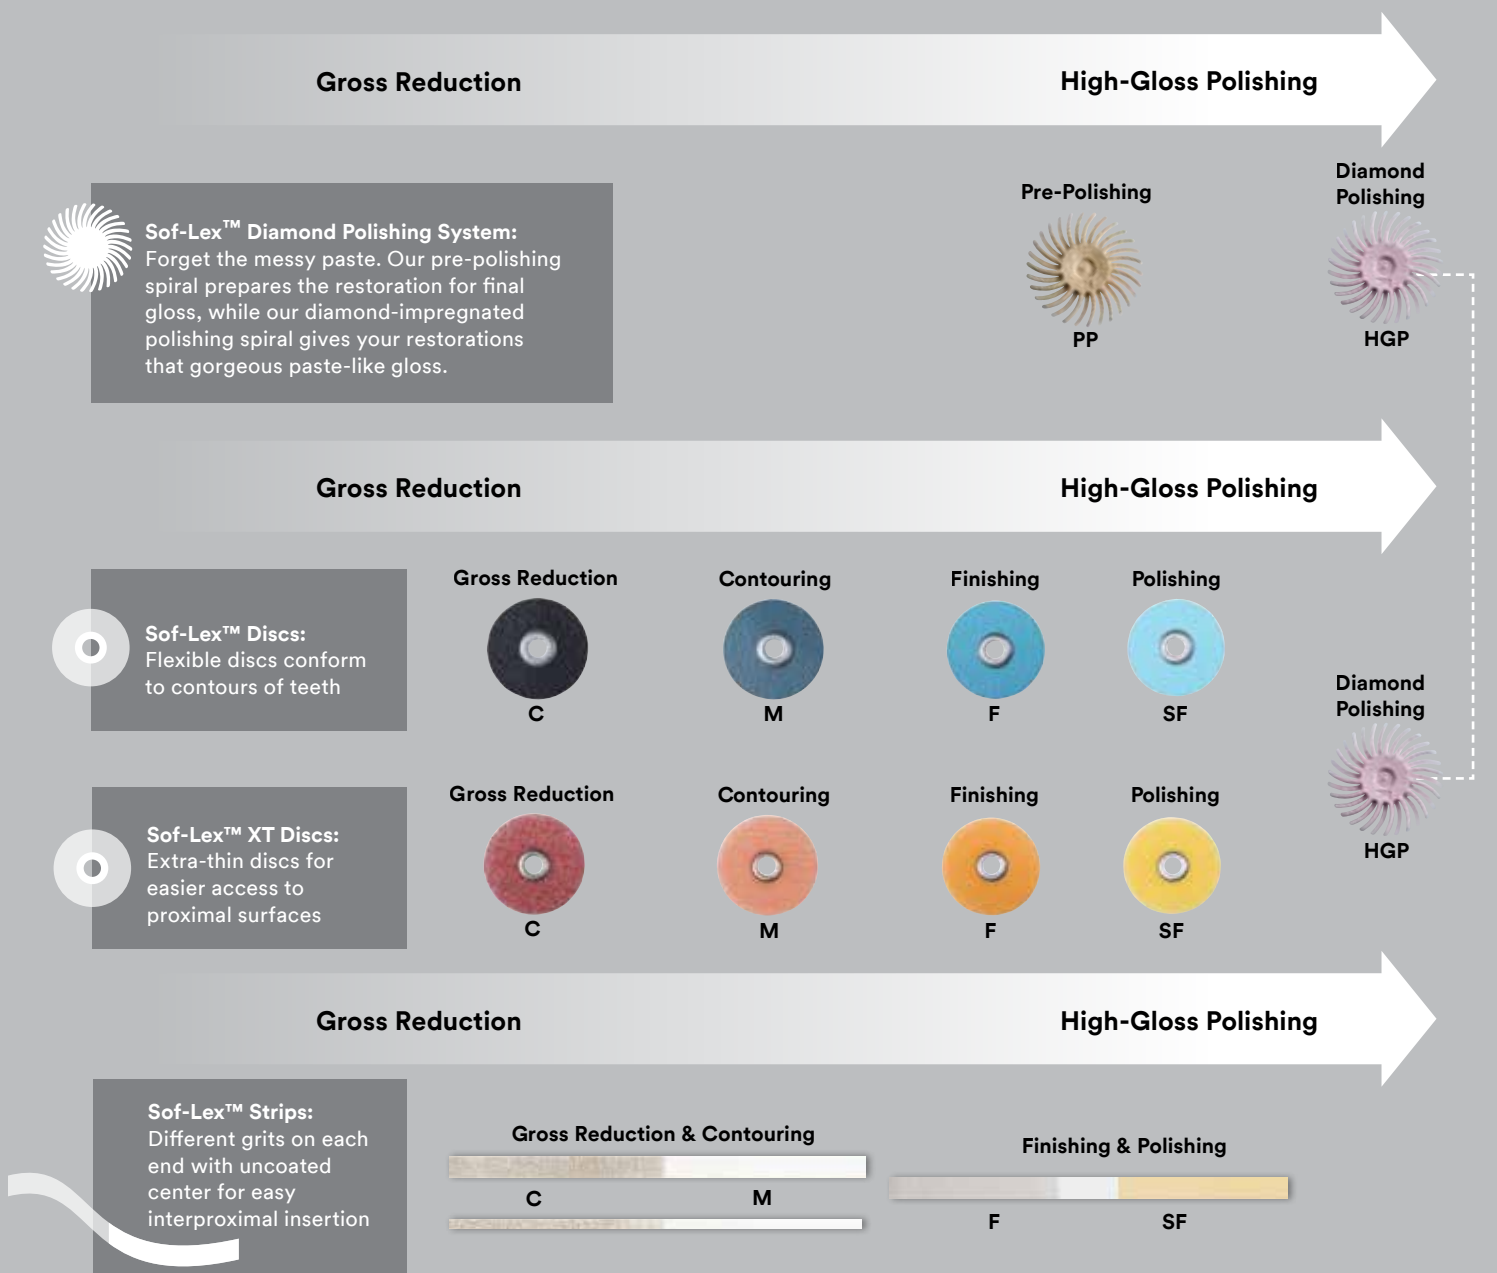 Gross Reduction
High-Gloss Polishing
Sof-Lex™ Diamond Polishing System:
Forget the messy paste. Our pre-polishing
spiral prepares the restoration for final
gloss, while our diamond-impregnated
polishing spiral gives your restorations
that gorgeous paste-like gloss.
Pre-Polishing
PP
Diamond
Polishing
HGP
Gross Reduction
High-Gloss Polishing
Sof-Lex™ Discs:
Flexible discs conform
to contours of teeth
Gross Reduction
C
Contouring
M
Finishing
F
Polishing
SF
Diamond
Polishing
HGP
Sof-Lex™ XT Discs:
Extra-thin discs for
easier access to
proximal surfaces
Gross Reduction
C
Contouring
M
Finishing
F
Polishing
SF
Gross Reduction
High-Gloss Polishing
Sof-Lex™ Strips:
Different grits on each
end with uncoated
center for easy
interproximal insertion
Gross Reduction & Contouring
C
M
Finishing & Polishing
F
SF